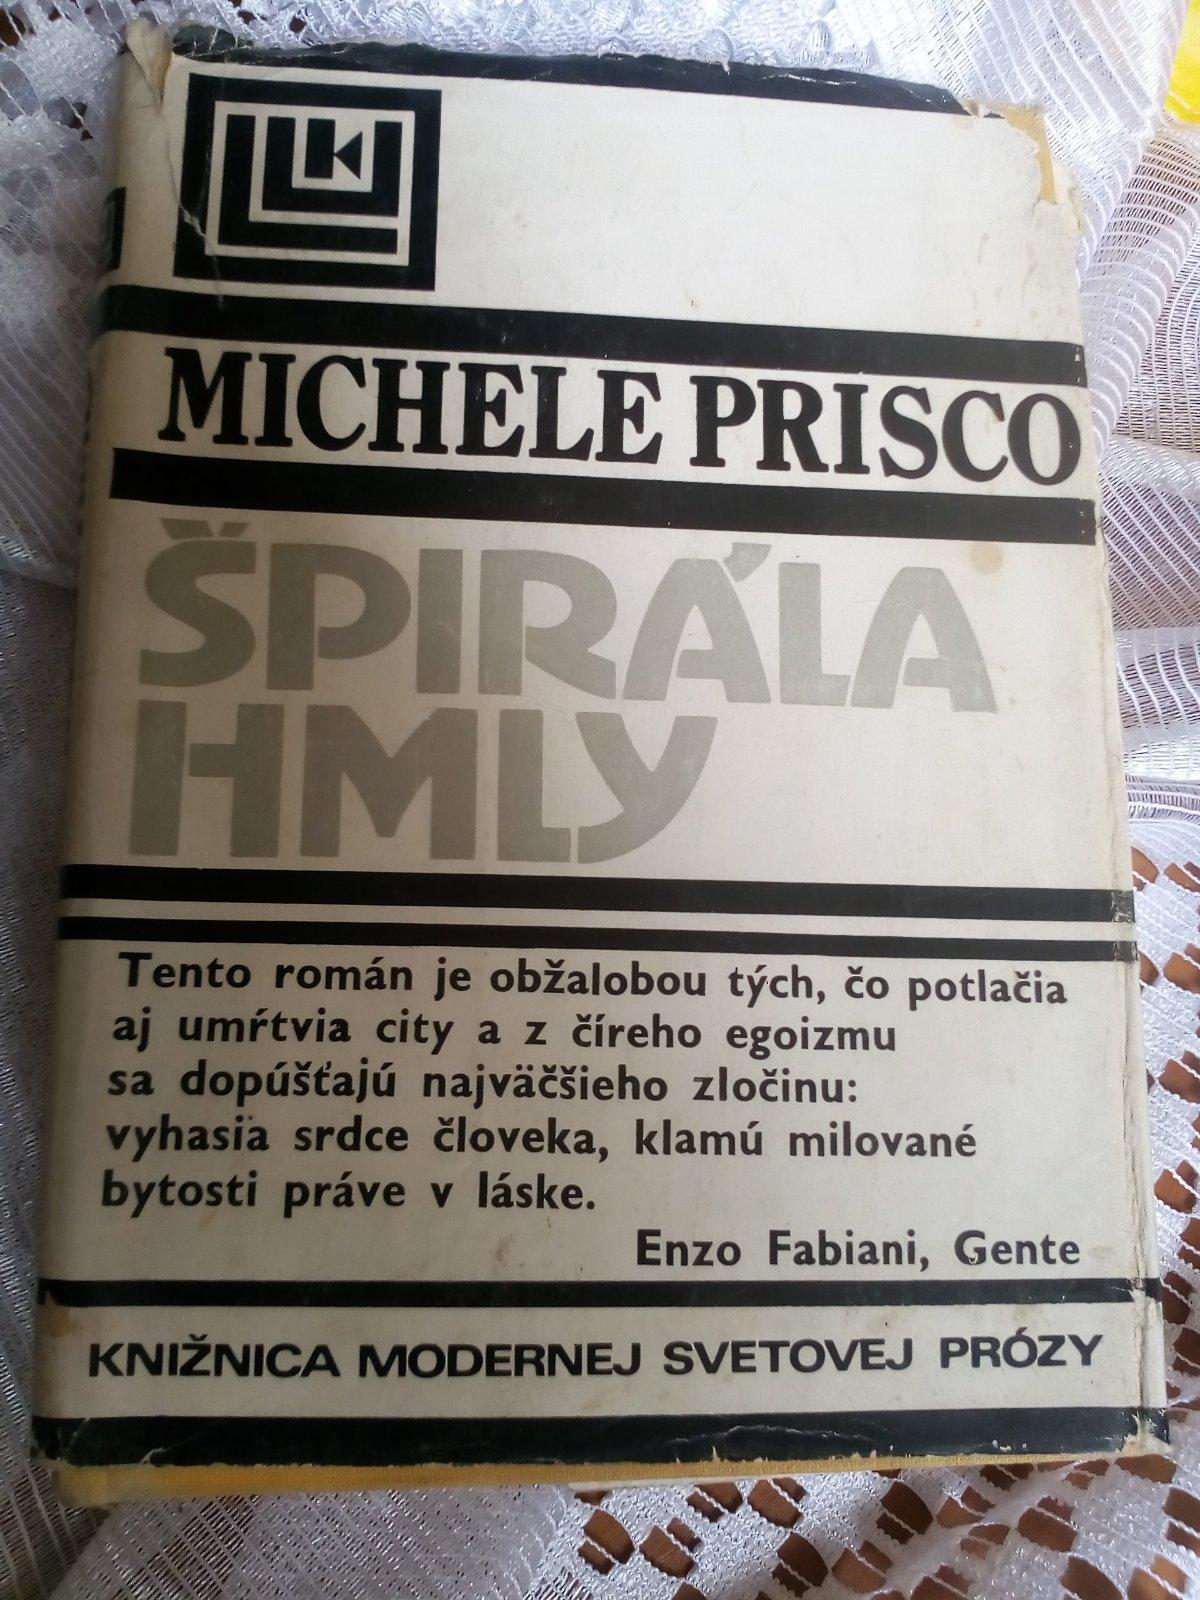 K
MICHELE PRISCO
ŠPIRÁLA
HMLY
Tento román je obžalobou tých, čo potlačia
aj umŕtvia city a z číreho egoizmu
sa dopúšťajú najväčšieho zločinu:
vyhasia srdce človeka, klamú milované
bytosti práve v láske.
Enzo Fabiani, Gente
KNIŽNICA MODERNEJ SVETOVEJ PRÓZY